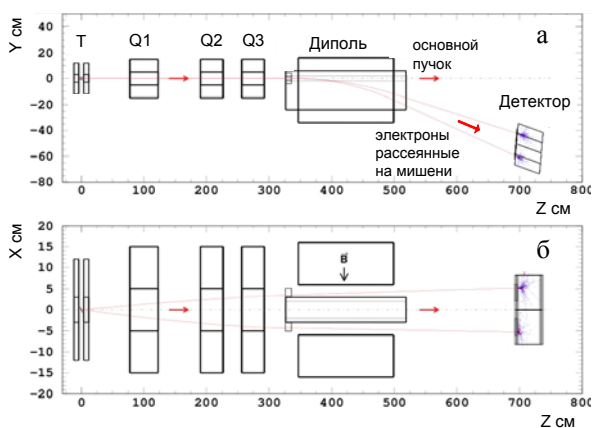 Y см
40
20
0
−20
−40
−60
−80
T
Q1
Q2
Q3
Диполь
основной
пучок
а
Детектор
электроны
рассеянные
на мишени
0
100
200
300
400
500
600
700
800
Z см
X см
20
15
10
5
0
−5
−10
−15
−20
B
б
0
100
200
300
400
500
600
700
800
Z см